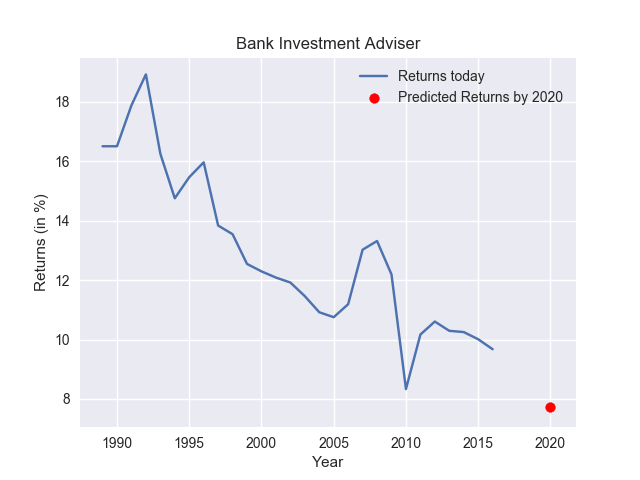 Bank Investment Adviser
Returns today
Predicted Returns by 2020
18
16
14
12
10
8
Returns (in %)
1990 1995 2000 2005 2010 2015 2020
Year